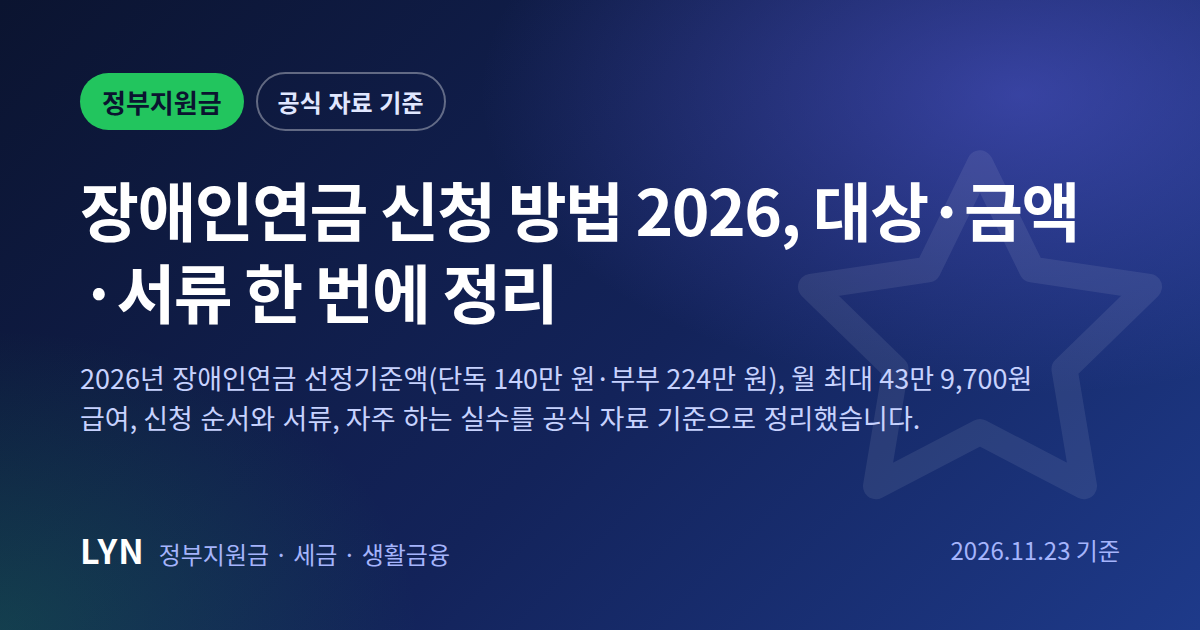 정부지원금
공식 자료 기준
장애인연금 신청 방법 2026, 대상·금액
·서류 한 번에 정리
2026년 장애인연금 선정기준액(단독 140만 원·부부 224만 원), 월 최대 43만 9,700원
급여, 신청 순서와 서류, 자주 하는 실수를 공식 자료 기준으로 정리했습니다.
LYN 정부지원금 · 세금 · 생활금융
2026.11.23 기준